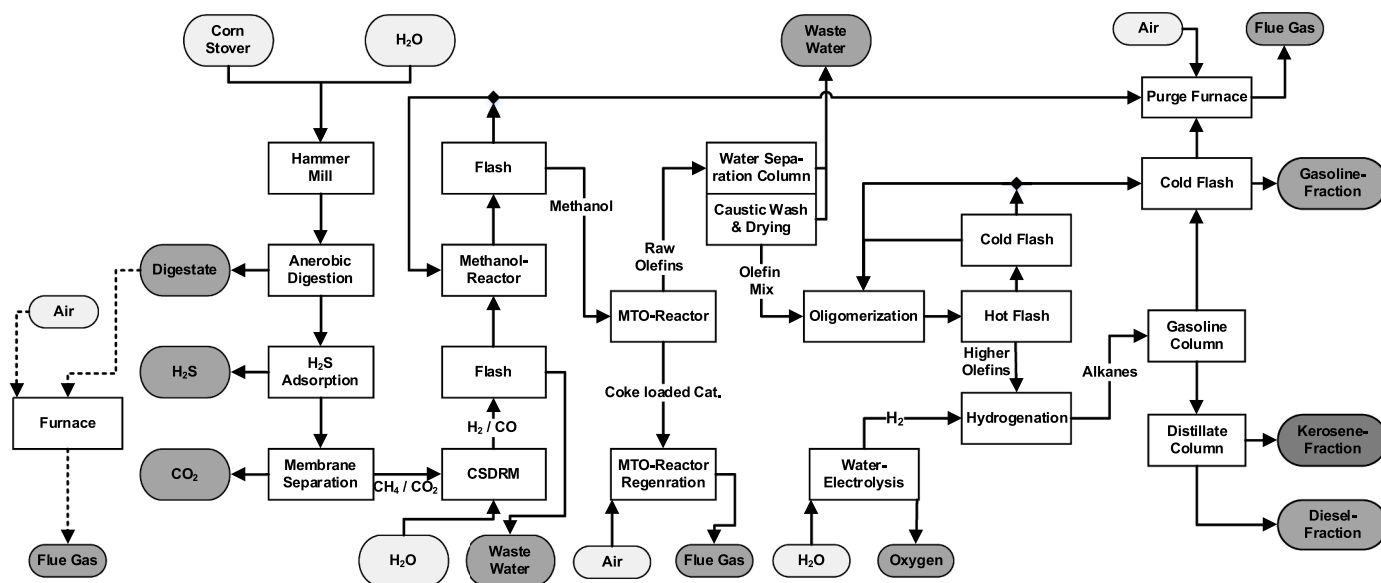 Corn
Stover
H₂O
Waste
Water
Air
Flue Gas
Purge Furnace
Hammer
Mill
Flash
Methanol
Water Sepa-
ration Column
Caustic Wash
& Drying
Cold Flash
Gasoline-
Fraction
Digestate
Anerobic
Digestion
Methanol-
Reactor
Raw
Olefins
Olefin
Mix
Cold Flash
Air
MTO-Reactor
Oligomerization
Hot Flash
Gasoline
Column
H₂S
H₂S
Adsorption
Flash
Higher
Olefins
Alkanes
Furnace
Coke loaded Cat.
H₂ / CO
H₂
Hydrogenation
Distillate
Column
Kerosene-
Fraction
CO₂
Membrane
Separation
CH₄ / CO₂
CSDRM
MTO-Reactor
Regenration
Water-
Electrolysis
Diesel-
Fraction
Flue Gas
H₂O
Waste
Water
Air
Flue Gas
H₂O
Oxygen